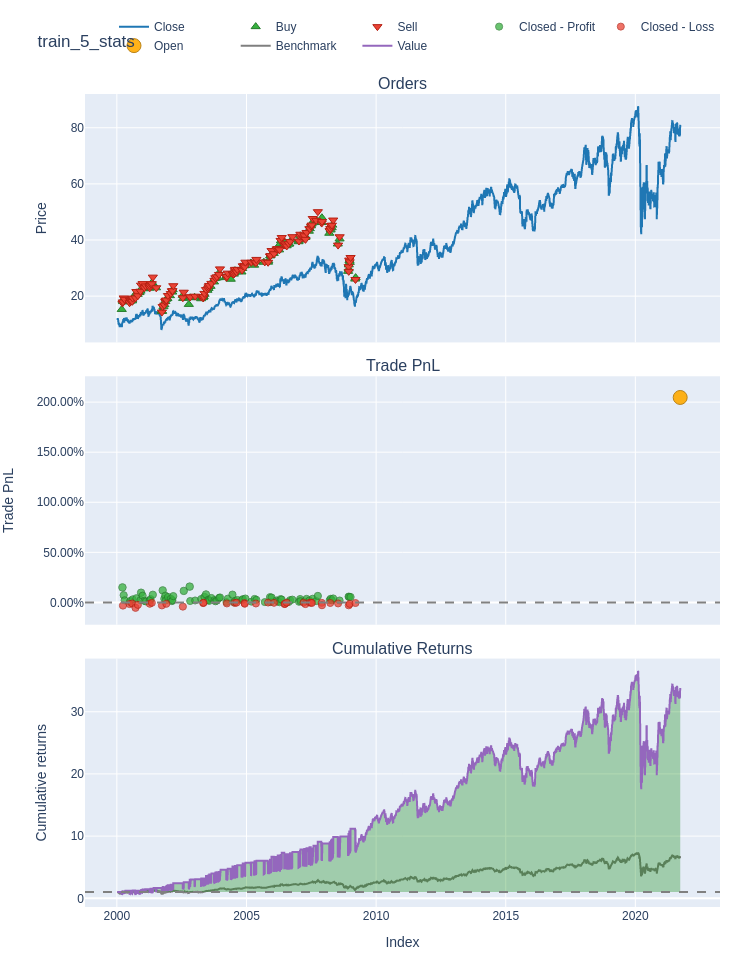 train_5_stats
Close
Buy
Sell
Closed - Profit
Closed - Loss
Open
Benchmark
Value
Orders
80
60
40
20
Price
Trade PnL
200.00%
150.00%
100.00%
50.00%
0.00%
Trade PnL
Cumulative Returns
30
20
10
0
Cumulative returns
2000
2005
2010
2015
2020
Index